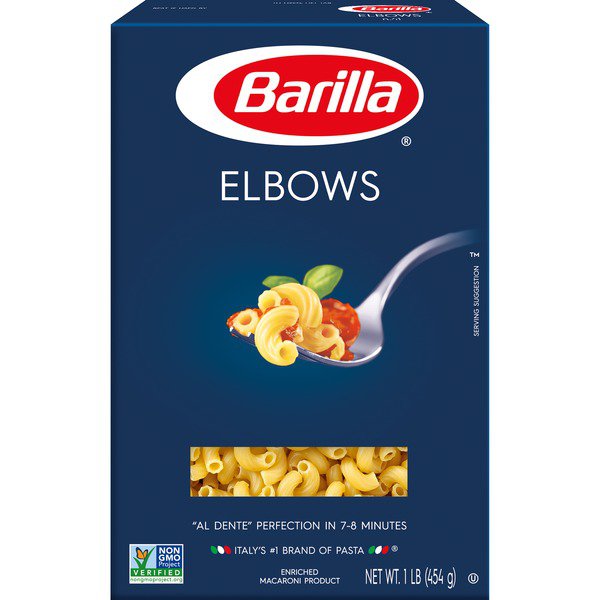 ELBOWS
Barilla
®
ELBOWS
™
SERVING SUGGESTION
"AL DENTE" PERFECTION IN 7-8 MINUTES
ITALY'S #1 BRAND OF PASTA ®
NON
GMO
Project
VERIFIED
nongmoproject.org
ENRICHED
MACARONI PRODUCT
NET WT. 1 LB (454 g)
U